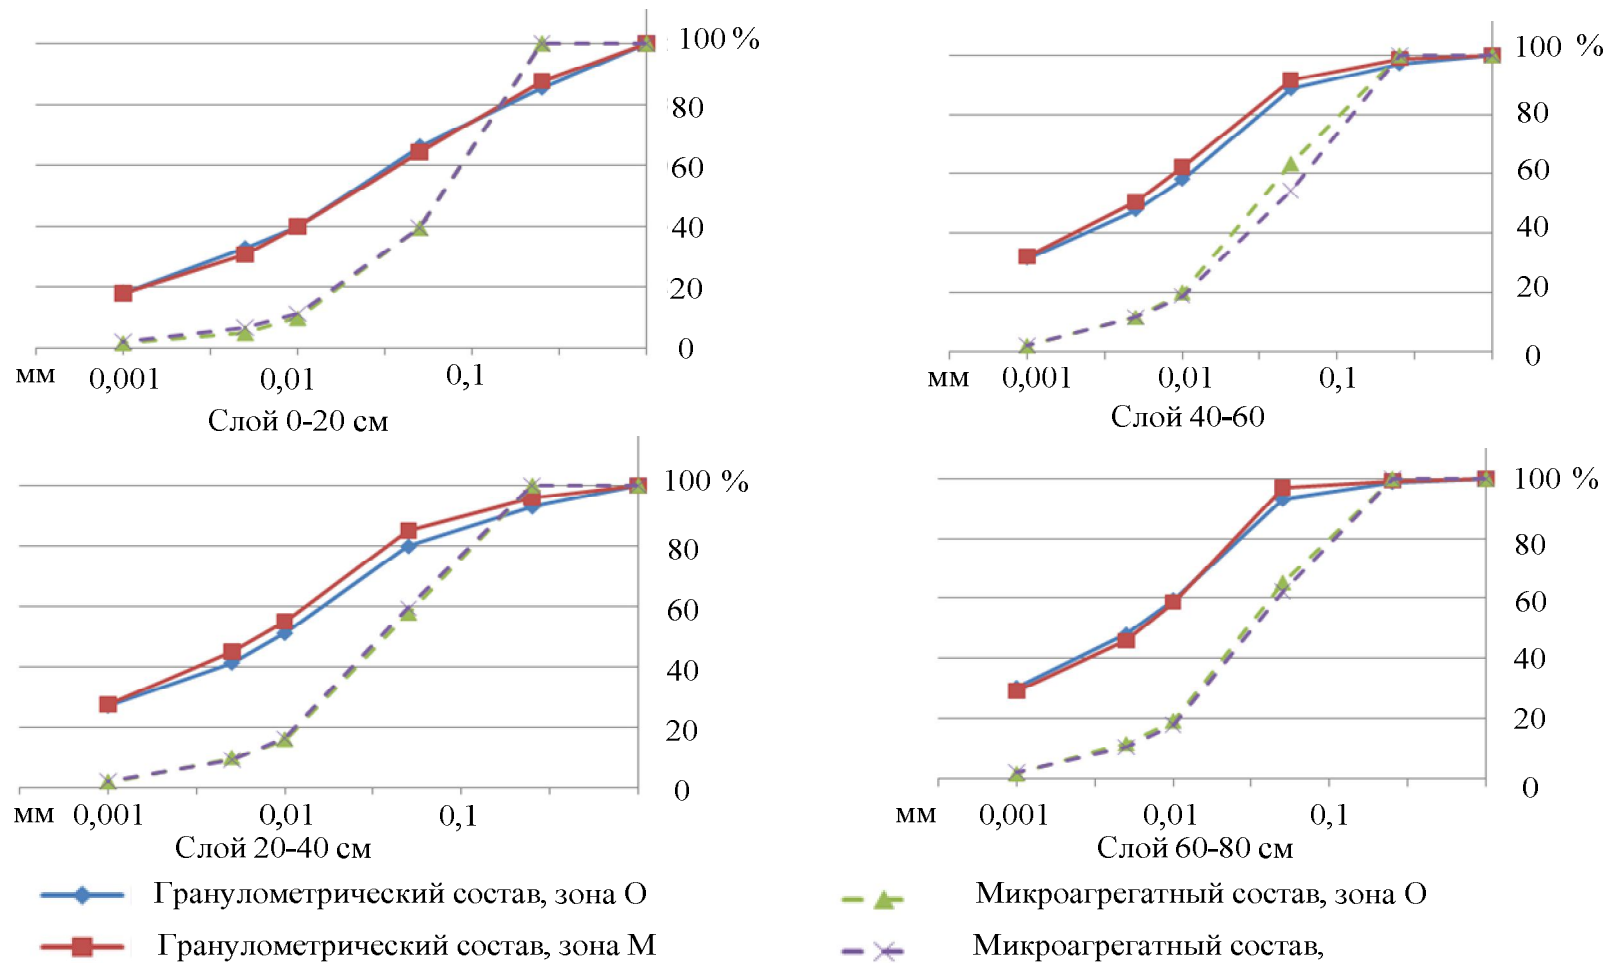 100 %
80
60
40
20
0
мм 0,001 0,01 0,1
Слой 0-20 см
100 %
80
60
40
20
0
мм 0,001 0,01 0,1
Слой 40-60
100 %
80
60
40
20
0
мм 0,001 0,01 0,1
Слой 20-40 см
100 %
80
60
40
20
0
мм 0,001 0,01 0,1
Слой 60-80 см
Гранулометрический состав, зона О
Микроагрегатный состав, зона О
Гранулометрический состав, зона М
Микроагрегатный состав,